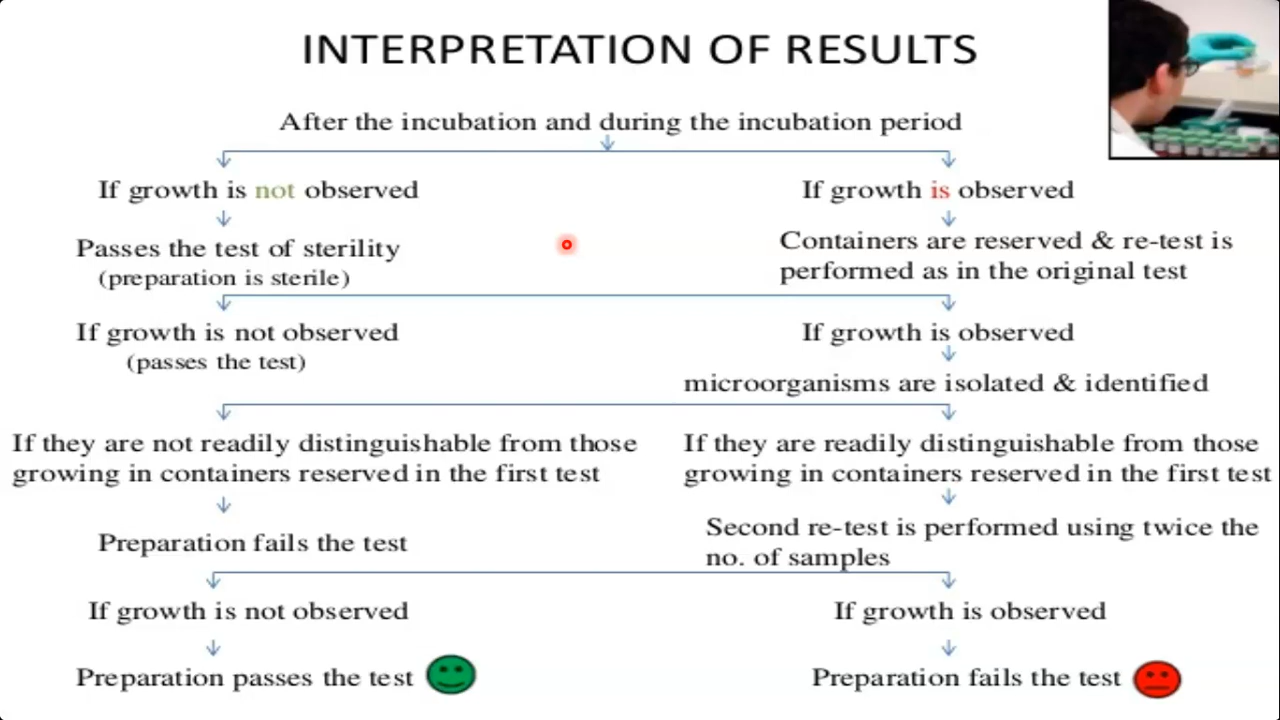 INTERPRETATION OF RESULTS
After the incubation and during the incubation period
If growth is not observed
If growth is observed
Passes the test of sterility
(preparation is sterile)
Containers are reserved & re-test is
performed as in the original test
If growth is not observed
(passes the test)
If growth is observed
microorganisms are isolated & identified
If they are not readily distinguishable from those
growing in containers reserved in the first test
If they are readily distinguishable from those
growing in containers reserved in the first test
Preparation fails the test
Second re-test is performed using twice the
no. of samples
If growth is not observed
If growth is observed
Preparation passes the test
Preparation fails the test